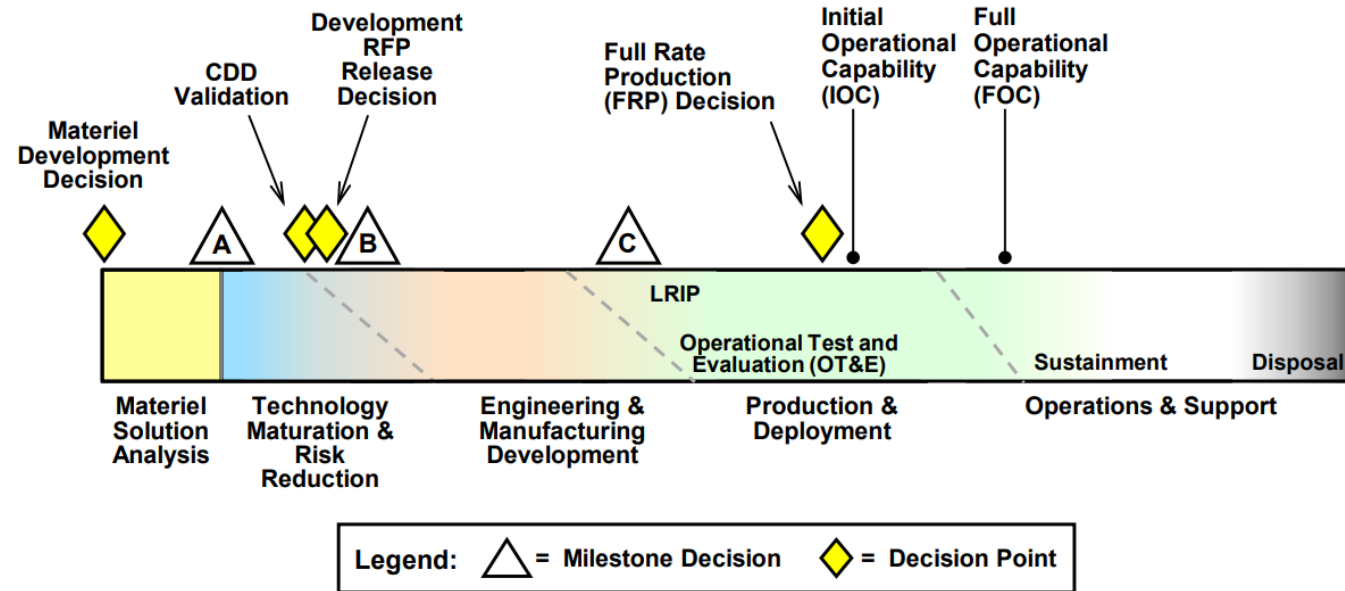 Materiel
Development
Decision
CDD
Validation
Development
RFP
Release
Decision
Full Rate
Production
(FRP) Decision
Initial
Operational
Capability
(IOC)
Full
Operational
Capability
(FOC)
A
B
C
LRIP
Operational Test and
Evaluation (OT&E)
Sustainment
Disposal
Materiel
Solution
Analysis
Technology
Maturation &
Risk
Reduction
Engineering &
Manufacturing
Development
Production &
Deployment
Operations & Support
Legend: = Milestone Decision = Decision Point